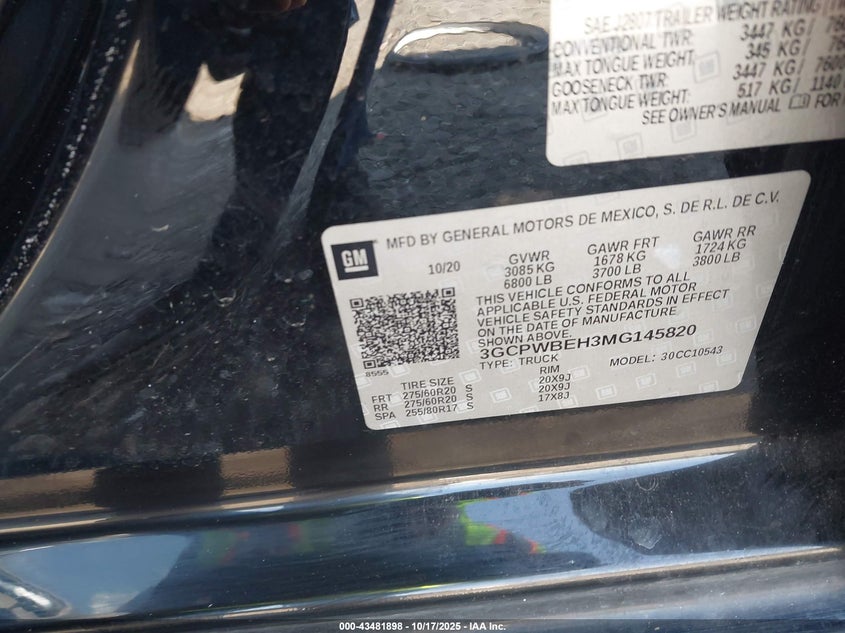 SAE J2807 TRAILER WEIGHT RATING
CONVENTIONAL TWR: 3447 KG /
MAX TONGUE WEIGHT: 345 KG /
GOOSENECK TWR: 3447 KG / 7600
MAX TONGUE WEIGHT: 517 KG / 1140
SEE OWNER'S MANUAL FOR
GM MFD BY GENERAL MOTORS DE MEXICO, S. DE R.L. DE C.V.
10/20 GVWR GAWR FRT GAWR RR
3085 KG 1678 KG 1724 KG
6800 LB 3700 LB 3800 LB
THIS VEHICLE CONFORMS TO ALL
APPLICABLE U.S. FEDERAL MOTOR
VEHICLE SAFETY STANDARDS IN EFFECT
ON THE DATE OF MANUFACTURE
SHOWN ABOVE.
3GCPWBEH3MG145820
8555 TYPE: TRUCK MODEL: 30CC10543
TIRE SIZE RIM
FRT 275/60R20 S 20X9J
RR 275/60R20 S 20X9J
SPA 255/80R17 S 17X8J
000-43481898 - 10/17/2025 - IAA Inc.